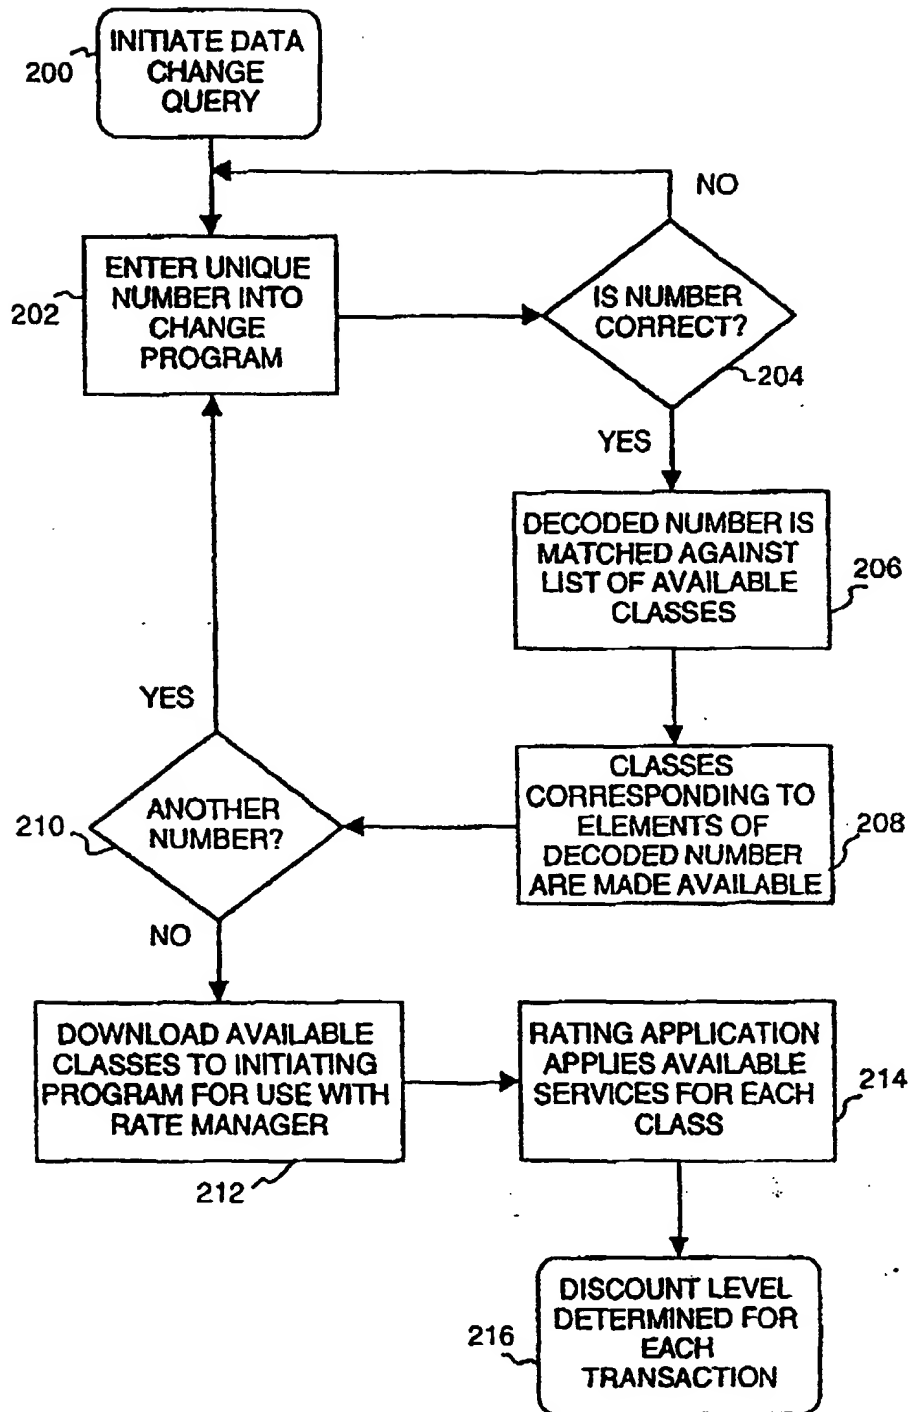 INITIATE DATA
CHANGE
QUERY
200
NO
ENTER UNIQUE
NUMBER INTO
CHANGE
PROGRAM
202
IS NUMBER
CORRECT?
204
YES
DECODED NUMBER IS
MATCHED AGAINST
LIST OF AVAILABLE
CLASSES
206
CLASSES
CORRESPONDING TO
ELEMENTS OF
DECODED NUMBER
ARE MADE AVAILABLE
208
YES
ANOTHER
NUMBER?
210
NO
DOWNLOAD AVAILABLE
CLASSES TO INITIATING
PROGRAM FOR USE WITH
RATE MANAGER
212
RATING APPLICATION
APPLIES AVAILABLE
SERVICES FOR EACH
CLASS
214
DISCOUNT LEVEL
DETERMINED FOR
EACH
TRANSACTION
216